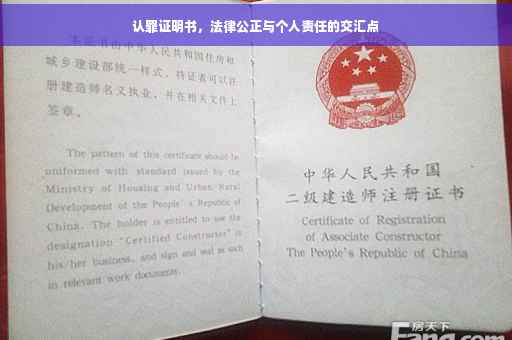 认罪证明书，法律公正与个人责任的交汇点
本证书由中华人民共和国住房和
城乡建设部统一样式，持证者可以注
册建造师名义执业，并在相关文件上
签章。
The pattern of this certificate should be
uniformed with standard issued by the
Ministry of Housing and Urban Rural
Development of the People's Republic of
China. The holder is entitled to use the
designation "Certified Constructor" in
his/her business, and sign and seal as such
in relevant work documents.
中华人民共和国
二级建造师注册证书
Certificate of Registration
of Associate Constructor
The People's Republic of China
房天下
Fang.com